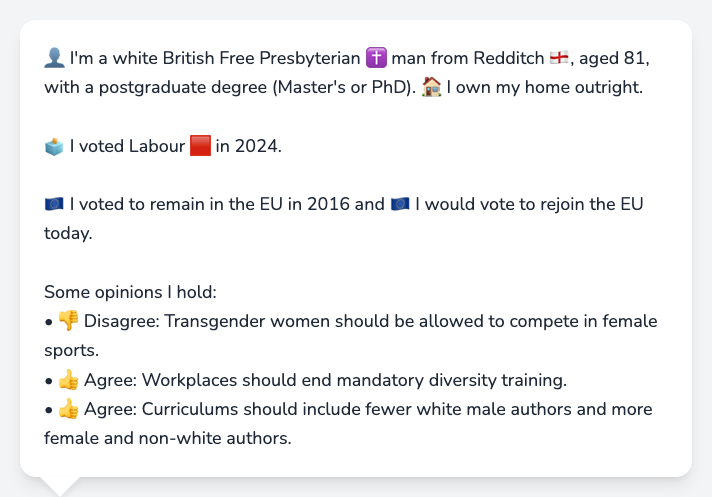 👤 I'm a white British Free Presbyterian ✝️ man from Redditch 🏴󠁧󠁢󠁥󠁮󠁧󠁿, aged 81,
with a postgraduate degree (Master's or PhD). 🏠 I own my home outright.
🗳️ I voted Labour 🟥 in 2024.
🇪🇺 I voted to remain in the EU in 2016 and 🇪🇺 I would vote to rejoin the EU
today.
Some opinions I hold:
• 👎 Disagree: Transgender women should be allowed to compete in female
sports.
• 👍 Agree: Workplaces should end mandatory diversity training.
• 👍 Agree: Curriculums should include fewer white male authors and more
female and non-white authors.